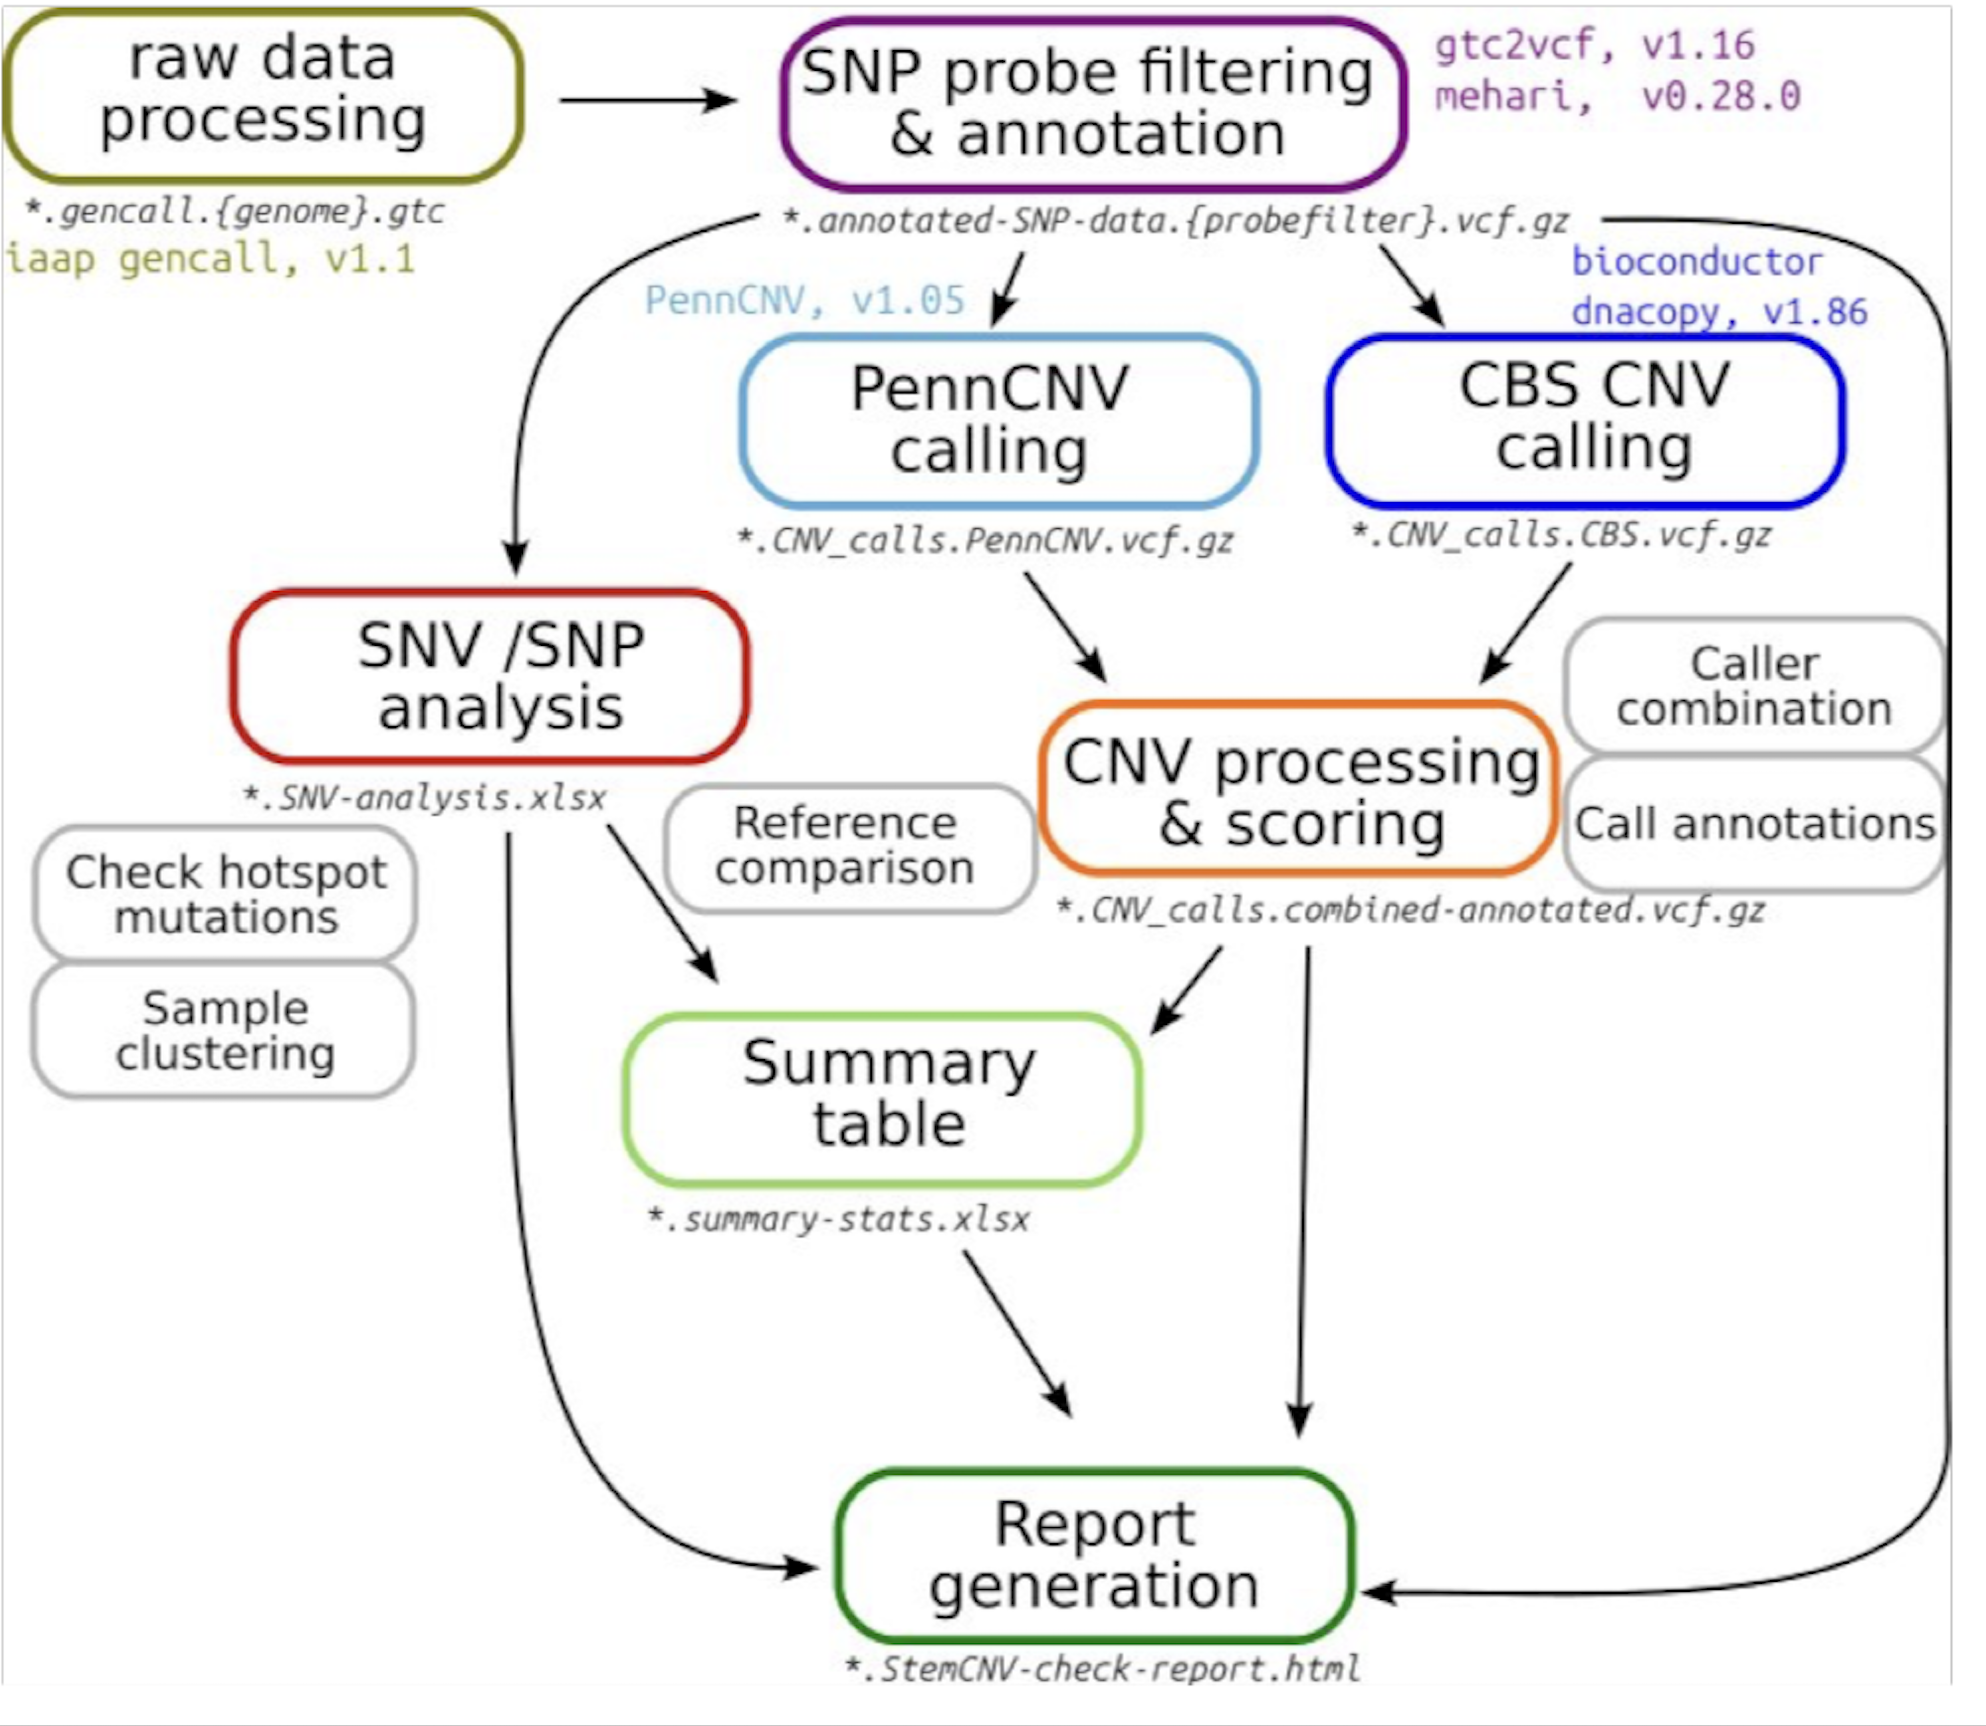 raw data
processing
*.gencall.{genome}.gtc
iaap gencall, v1.1
SNP probe filtering
& annotation
gtc2vcf, v1.16
mehari, v0.28.0
*.annotated-SNP-data.{probefilter}.vcf.gz
PennCNV, v1.05
bioconductor
dnacopy, v1.86
PennCNV
calling
*.CNV_calls.PennCNV.vcf.gz
CBS CNV
calling
*.CNV_calls.CBS.vcf.gz
SNV /SNP
analysis
*.SNV-analysis.xlsx
Check hotspot
mutations
Sample
clustering
Reference
comparison
CNV processing
& scoring
Caller
combination
Call annotations
*.CNV_calls.combined-annotated.vcf.gz
Summary
table
*.summary-stats.xlsx
Report
generation
*.StemCNV-check-report.html